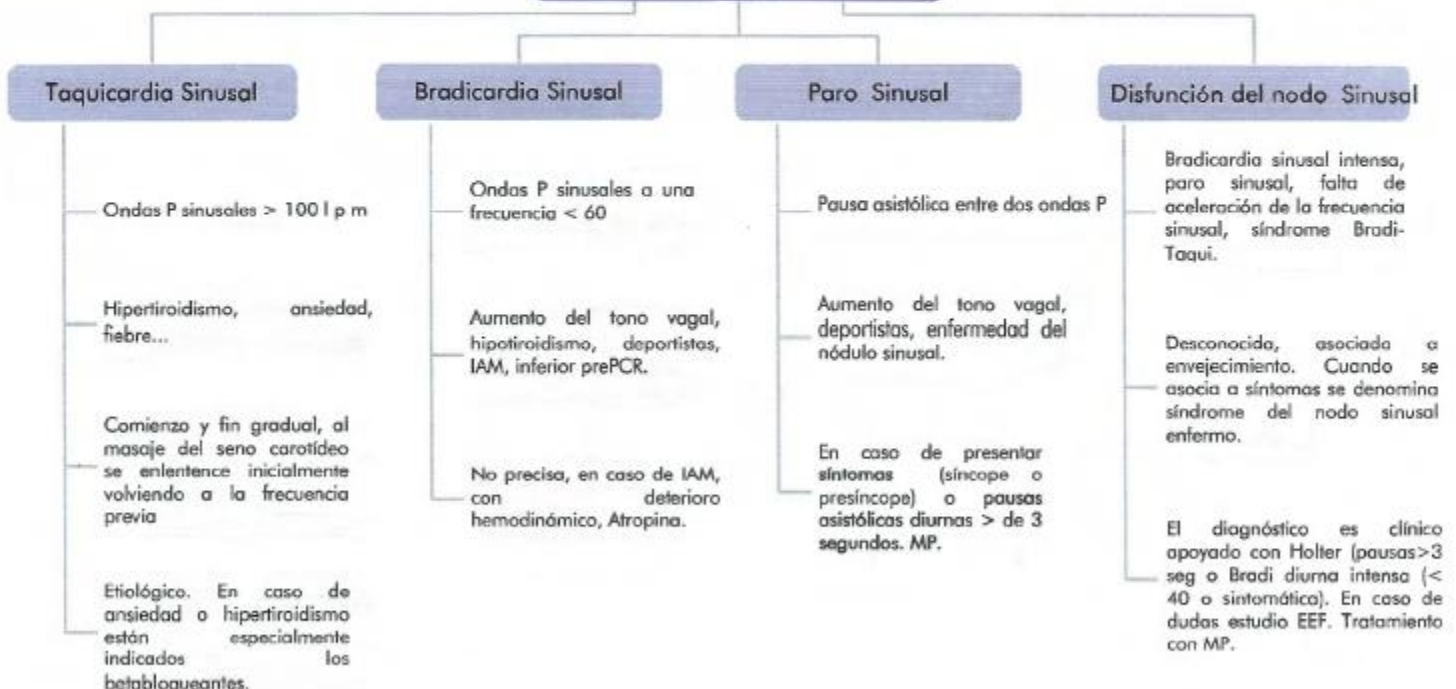 Taquicardia Sinusal
Ondas P sinusales > 100 l p m
Hipertiroidismo, ansiedad,
fiebre...
Comienzo y fin gradual, al
masaje del seno carotídeo
se enlentence inicialmente
volviendo a la frecuencia
previa
Etiológico. En caso de
ansiedad o hipertiroidismo
están especialmente
indicados los
betabloqueantes.
Bradicardia Sinusal
Ondas P sinusales a una
frecuencia < 60
Aumento del tono vagal,
hipotiroidismo, deportistas,
IAM, inferior prePCR.
No precisa, en caso de IAM,
con deterioro
hemodinámico, Atropina.
Paro Sinusal
Pausa asistólica entre dos ondas P
Aumento del tono vagal,
deportistas, enfermedad del
nódulo sinusal.
En caso de presentar
síntomas (síncope o
presíncope) o pausas
asistólicas diurnas > de 3
segundos. MP.
Disfunción del nodo Sinusal
Bradicardia sinusal intensa,
paro sinusal, falta de
aceleración de la frecuencia
sinusal, síndrome Bradi-
Taqui.
Desconocida, asociada a
envejecimiento. Cuando se
asocia a síntomas se denomina
síndrome del nodo sinusal
enfermo.
El diagnóstico es clínico
apoyado con Holter (pausas>3
seg o Bradi diurna intensa (<
40 o sintomática). En caso de
dudas estudio EEF. Tratamiento
con MP.